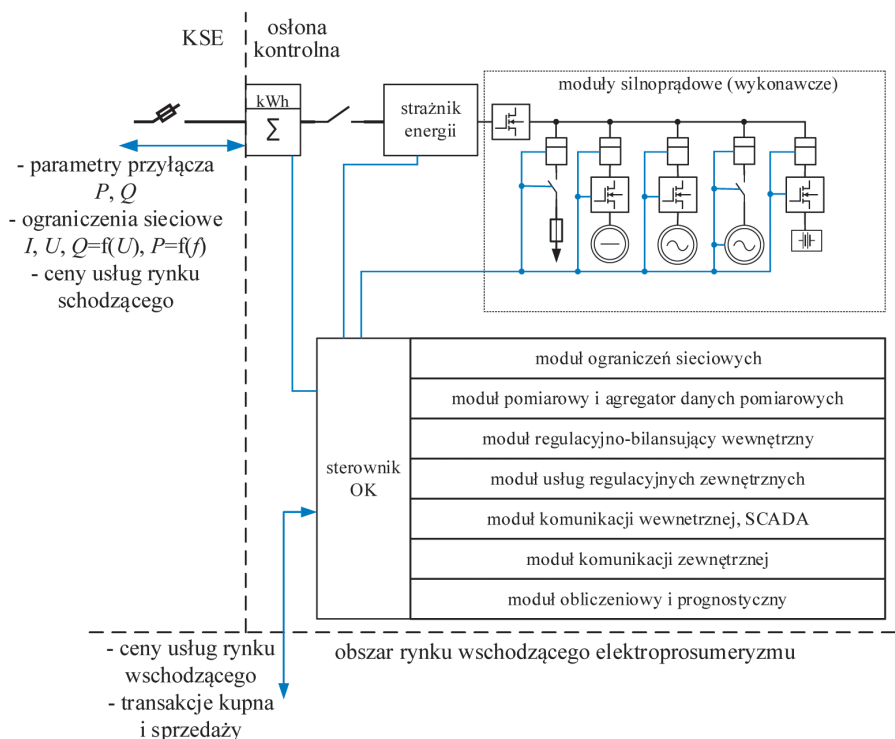 KSE
osłona
kontrolna
kWh
Σ
strażnik
energii
moduły silnoprądowe (wykonawcze)
- parametry przyłącza
P, Q
- ograniczenia sieciowe
I, U, Q=f(U), P=f(f)
- ceny usług rynku
schodzącego
sterownik
OK
moduł ograniczeń sieciowych
moduł pomiarowy i agregator danych pomiarowych
moduł regulacyjno-bilansujący wewnętrzny
moduł usług regulacyjnych zewnętrznych
moduł komunikacji wewnetrznej, SCADA
moduł komunikacji zewnętrznej
moduł obliczeniowy i prognostyczny
- ceny usług rynku
wschodzącego
- transakcje kupna
i sprzedaży
obszar rynku wschodzącego elektroprosumeryzmu